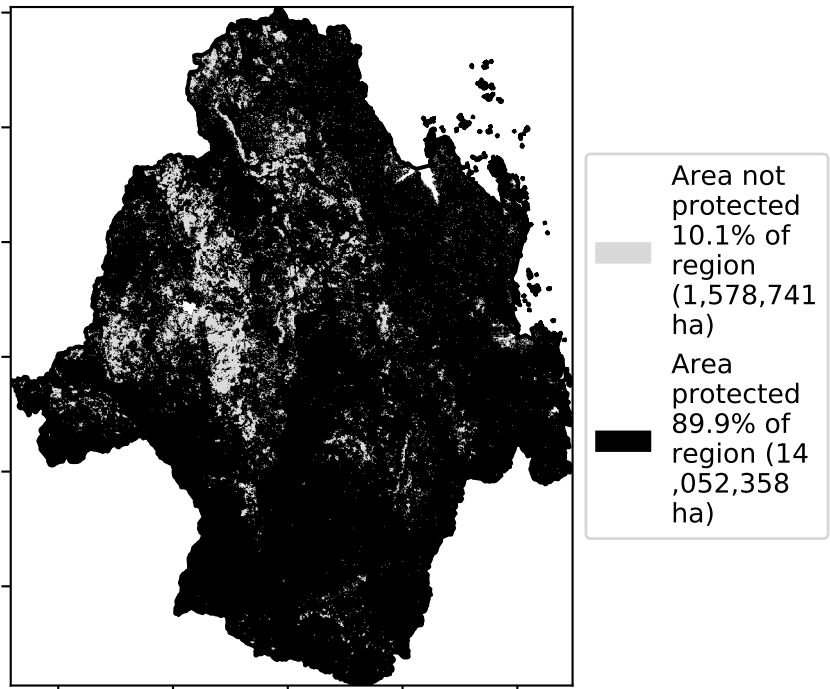 Area not
protected
10.1% of
region
(1,578,741
ha)
Area
protected
89.9% of
region (14
,052,358
ha)